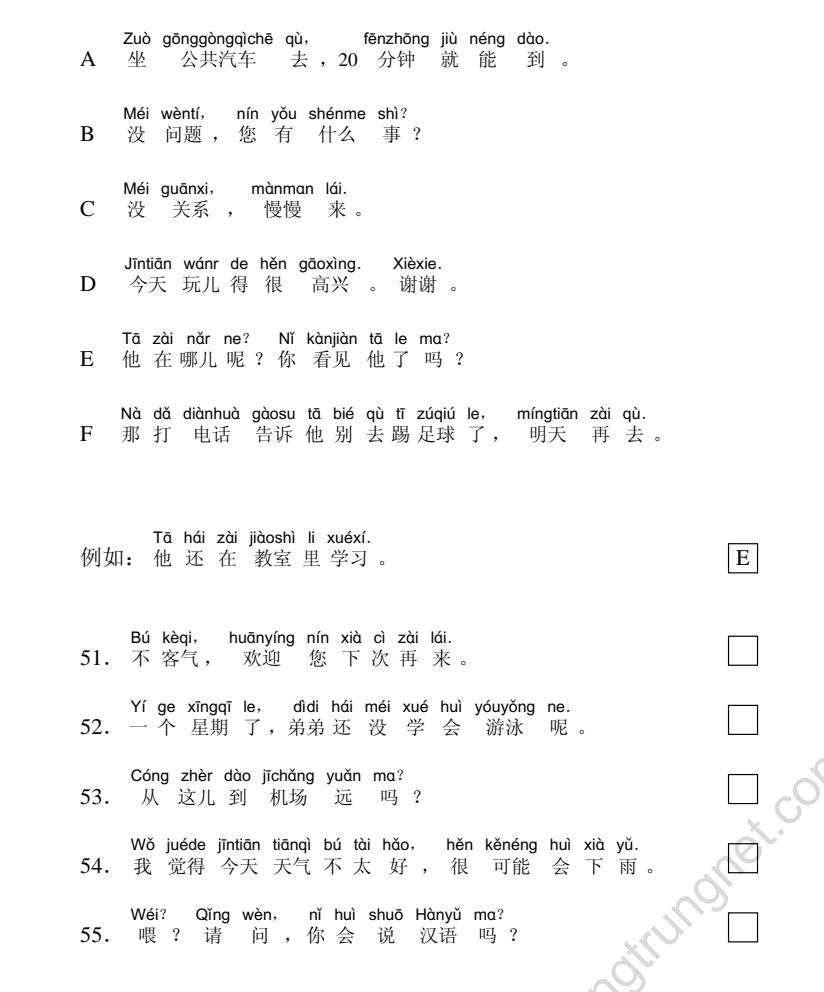 Zuò gōnggòngqìchē qù, fēnzhōng jiù néng dào.
A 坐 公共汽车 去 ，20 分钟 就 能 到 。
Méi wèntí, nín yǒu shénme shì?
B 没 问题 ，您 有 什么 事 ？
Méi guānxi, mànman lái.
C 没 关系 ，慢慢 来 。
Jīntiān wánr de hěn gāoxìng. Xièxie.
D 今天 玩儿 得 很 高兴 。 谢谢 。
Tā zài nǎr ne? Nǐ kànjiàn tā le ma?
E 他 在 哪儿 呢 ？ 你 看见 他 了 吗 ？
Nà dǎ diànhuà gàosu tā bié qù tī zúqiú le, míngtiān zài qù.
F 那 打 电话 告诉 他 别 去 踢 足球 了 ， 明天 再 去 。
Tā hái zài jiàoshì li xuéxí.
例如： 他 还 在 教室 里 学习 。 E
Bú kèqi, huānyíng nín xià cì zài lái.
51. 不 客气 ， 欢迎 您 下 次 再 来 。
Yí ge xīngqī le, dìdi hái méi xué huì yóuyǒng ne.
52. 一 个 星期 了 ，弟弟 还 没 学 会 游泳 呢 。
Cóng zhèr dào jīchǎng yuǎn ma?
53. 从 这儿 到 机场 远 吗 ？
Wǒ juéde jīntiān tiānqì bú tài hǎo, hěn kěnéng huì xià yǔ.
54. 我 觉得 今天 天气 不 太 好 ，很 可能 会 下 雨 。
Wéi? Qǐng wèn, nǐ huì shuō Hànyǔ ma?
55. 喂 ？ 请 问 ，你 会 说 汉语 吗 ？